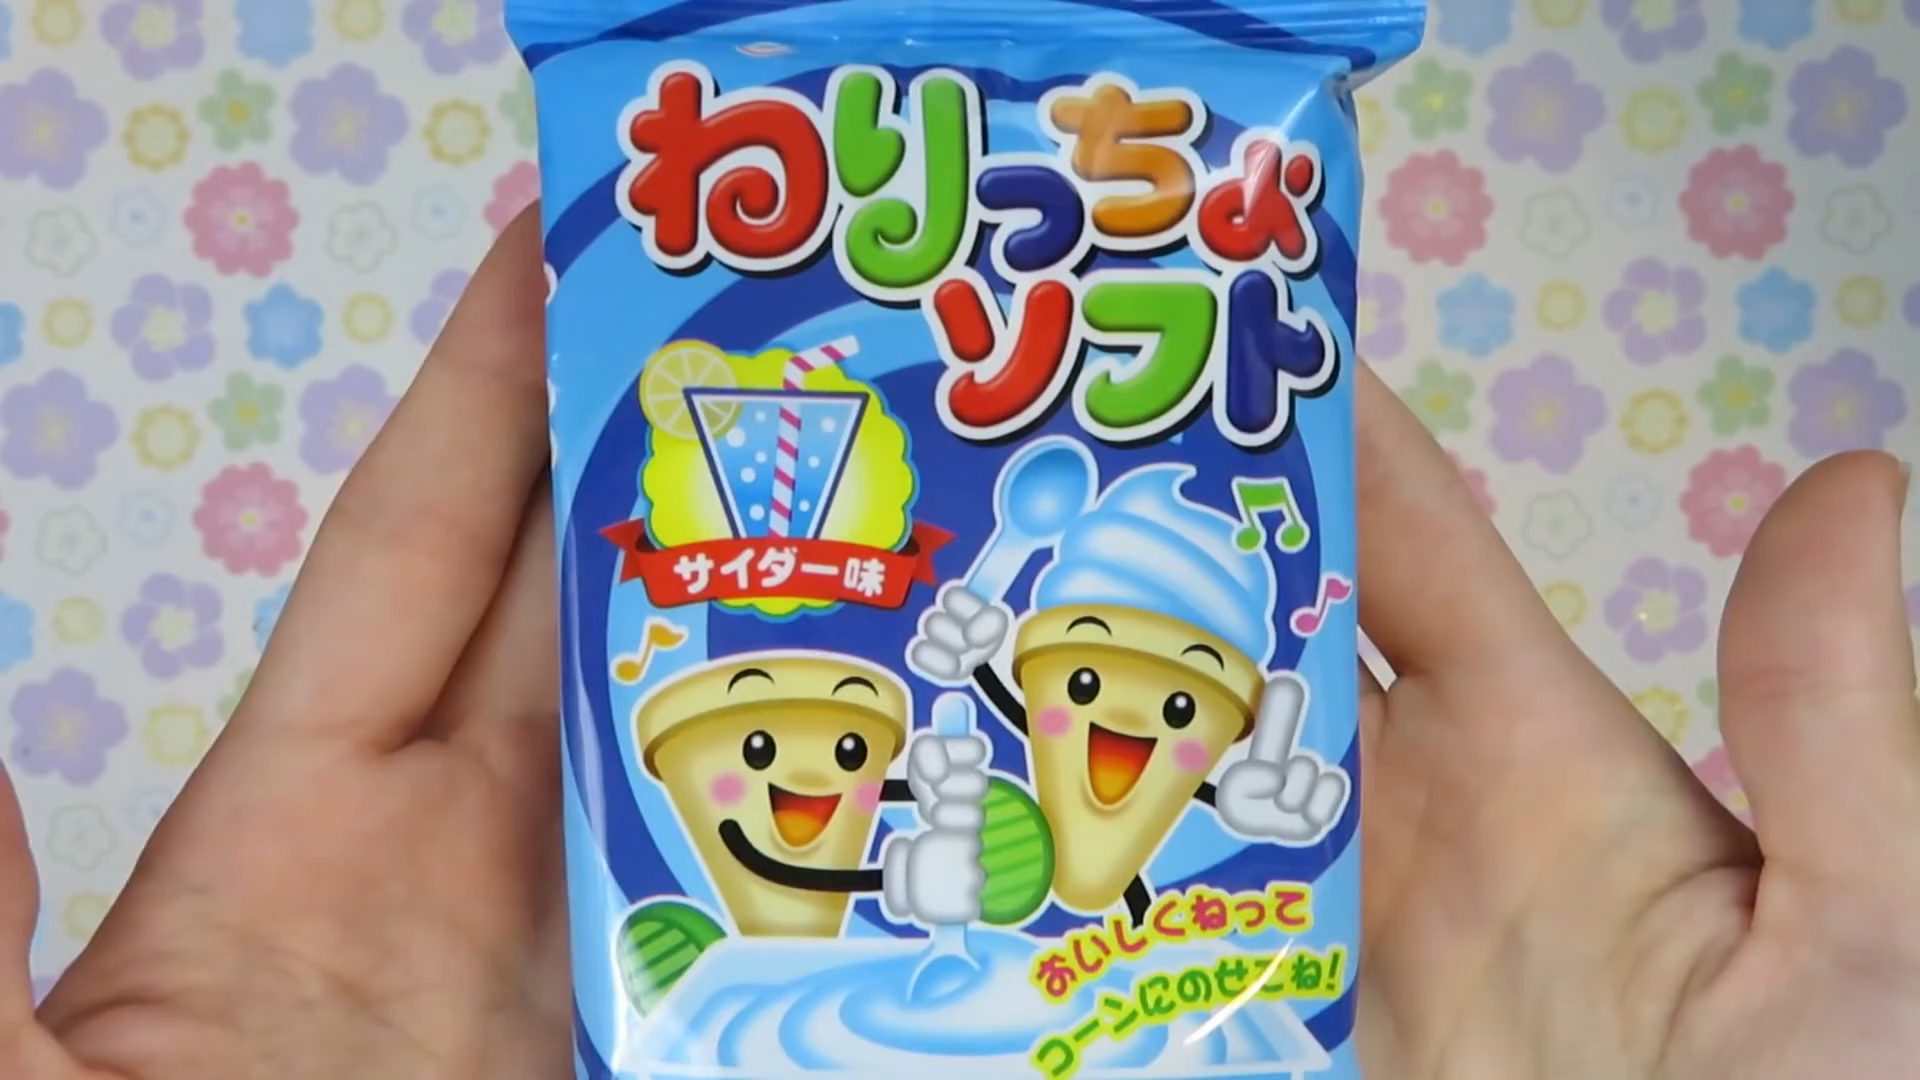 ねりっちょ
ソフト
サイダー味
おいしくねって
コーンにのせてね!